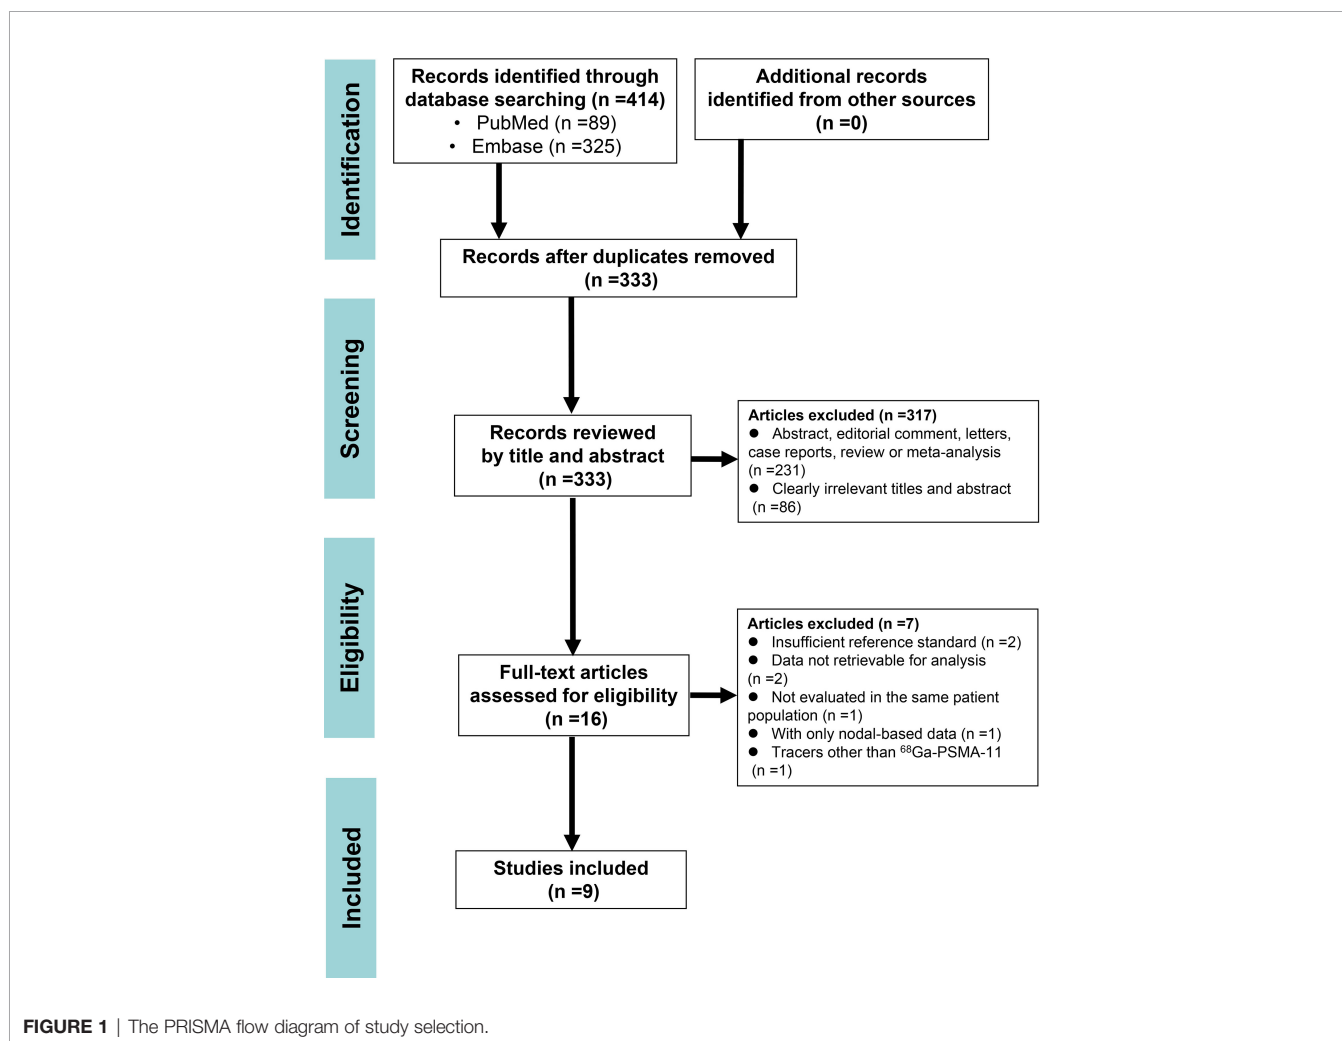 Identification
Records identified through
database searching (n =414)
• PubMed (n =89)
• Embase (n =325)
Additional records
identified from other sources
(n =0)
Records after duplicates removed
(n =333)
Screening
Records reviewed
by title and abstract
(n =333)
Articles excluded (n =317)
● Abstract, editorial comment, letters,
case reports, review or meta-analysis
(n =231)
● Clearly irrelevant titles and abstract
(n =86)
Eligibility
Full-text articles
assessed for eligibility
(n =16)
Articles excluded (n =7)
● Insufficient reference standard (n =2)
● Data not retrievable for analysis
(n =2)
● Not evaluated in the same patient
population (n =1)
● With only nodal-based data (n =1)
● Tracers other than ⁶⁸Ga-PSMA-11
(n =1)
Included
Studies included
(n =9)
FIGURE 1 | The PRISMA flow diagram of study selection.